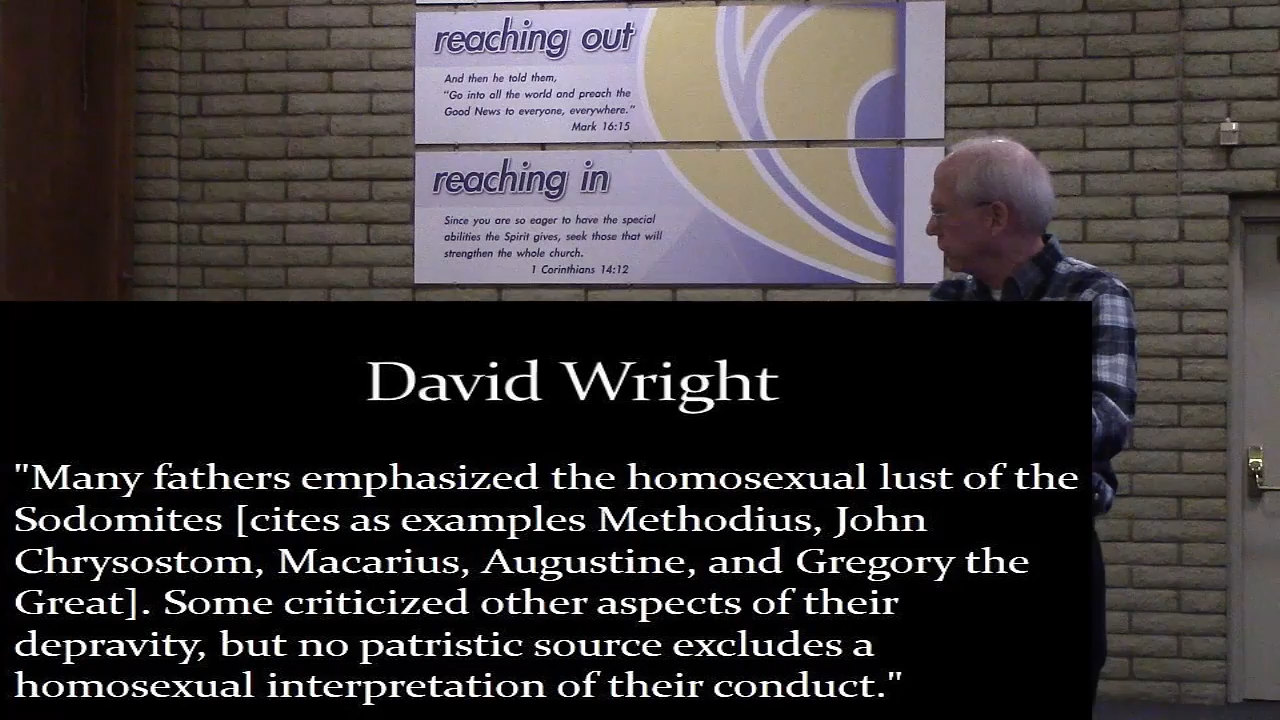 reaching out
And then he told them,
"Go into all the world and preach the
Good News to everyone, everywhere."
Mark 16:15
reaching in
Since you are so eager to have the special
abilities the Spirit gives, seek those that will
strengthen the whole church.
1 Corinthians 14:12
David Wright
"Many fathers emphasized the homosexual lust of the
Sodomites [cites as examples Methodius, John
Chrysostom, Macarius, Augustine, and Gregory the
Great]. Some criticized other aspects of their
depravity, but no patristic source excludes a
homosexual interpretation of their conduct."